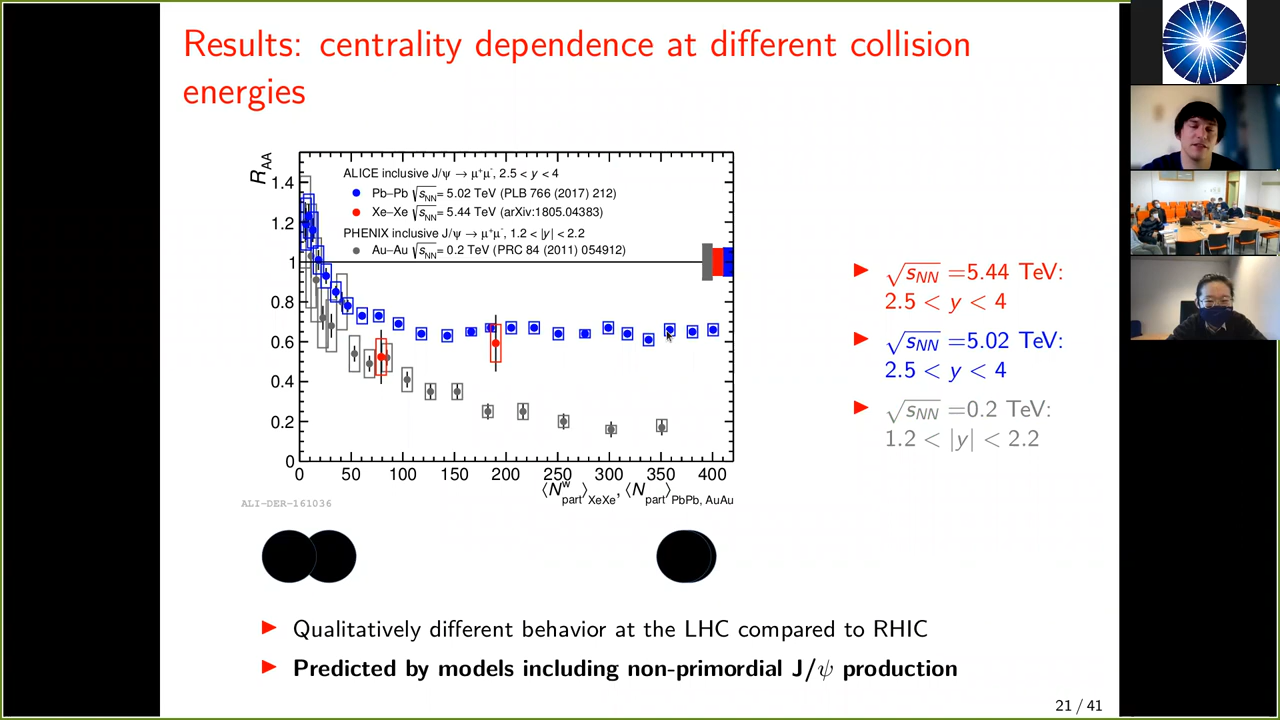 Results: centrality dependence at different collision
energies
R_AA
ALICE inclusive J/ψ → μ⁺μ⁻, 2.5 < y < 4
Pb–Pb √s_NN = 5.02 TeV (PLB 766 (2017) 212)
Xe–Xe √s_NN = 5.44 TeV (arXiv:1805.04383)
PHENIX inclusive J/ψ → μ⁺μ⁻, 1.2 < |y| < 2.2
Au–Au √s_NN = 0.2 TeV (PRC 84 (2011) 054912)
1.4
1.2
1
0.8
0.6
0.4
0.2
0
0 50 100 150 200 250 300 350 400
⟨N^w_part⟩_XeXe, ⟨N_part⟩_PbPb, AuAu
ALI-DER-161036
√s_NN =5.44 TeV:
2.5 < y < 4
√s_NN =5.02 TeV:
2.5 < y < 4
√s_NN =0.2 TeV:
1.2 < |y| < 2.2
Qualitatively different behavior at the LHC compared to RHIC
Predicted by models including non-primordial J/ψ production
21 / 41